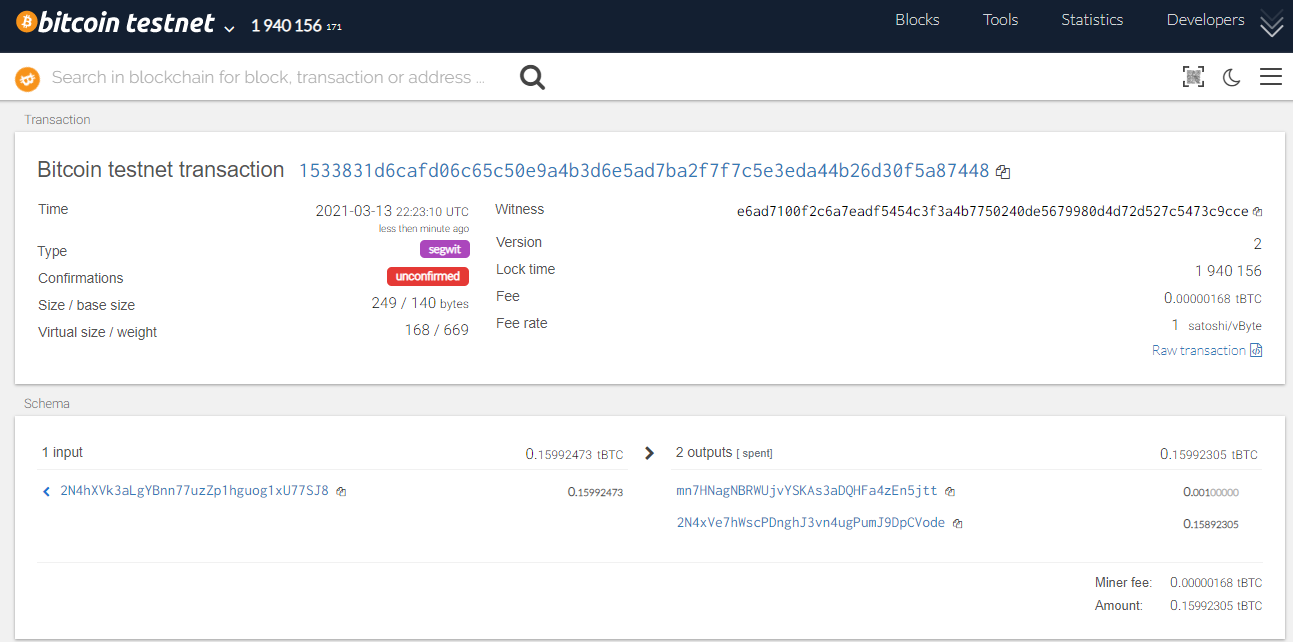 bitcoin testnet 1 940 156 171 Blocks Tools Statistics Developers
Search in blockchain for block, transaction or address ...
Transaction
Bitcoin testnet transaction 1533831d6cafd06c65c50e9a4b3d6e5ad7ba2f7f7c5e3eda44b26d30f5a87448
Time 2021-03-13 22:23:10 UTC
less then minute ago
Type segwit
Confirmations unconfirmed
Size / base size 249 / 140 bytes
Virtual size / weight 168 / 669
Witness e6ad7100f2c6a7eadf5454c3f3a4b7750240de5679980d4d72d527c5473c9cce
Version 2
Lock time 1 940 156
Fee 0.00000168 tBTC
Fee rate 1 satoshi/vByte
Raw transaction
Schema
1 input 0.15992473 tBTC
2N4hXVk3aLgYBnn77uzZp1hguog1xU77SJ8 0.15992473
2 outputs [ spent] 0.15992305 tBTC
mn7HNagNBRWUjvYSKAs3aDQHFa4zEn5jtt 0.00100000
2N4xVe7hWscPDnghJ3vn4ugPumJ9DpCVode 0.15892305
Miner fee: 0.00000168 tBTC
Amount: 0.15992305 tBTC